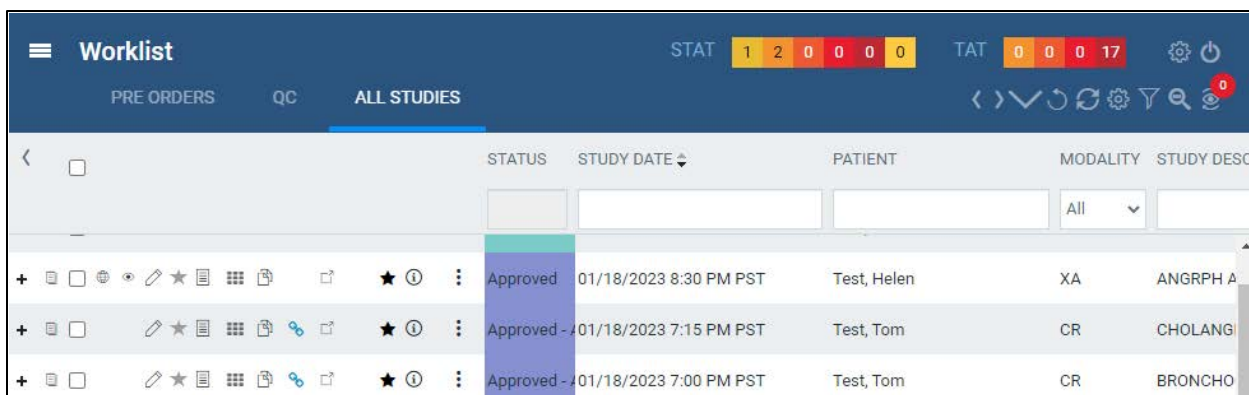 Worklist STAT 1 2 0 0 0 0 TAT 0 0 0 17
PRE ORDERS QC ALL STUDIES 0
STATUS STUDY DATE PATIENT MODALITY STUDY DESC
All
Approved 01/18/2023 8:30 PM PST Test, Helen XA ANGRPH A
Approved - A 01/18/2023 7:15 PM PST Test, Tom CR CHOLANGI
Approved - A 01/18/2023 7:00 PM PST Test, Tom CR BRONCHO